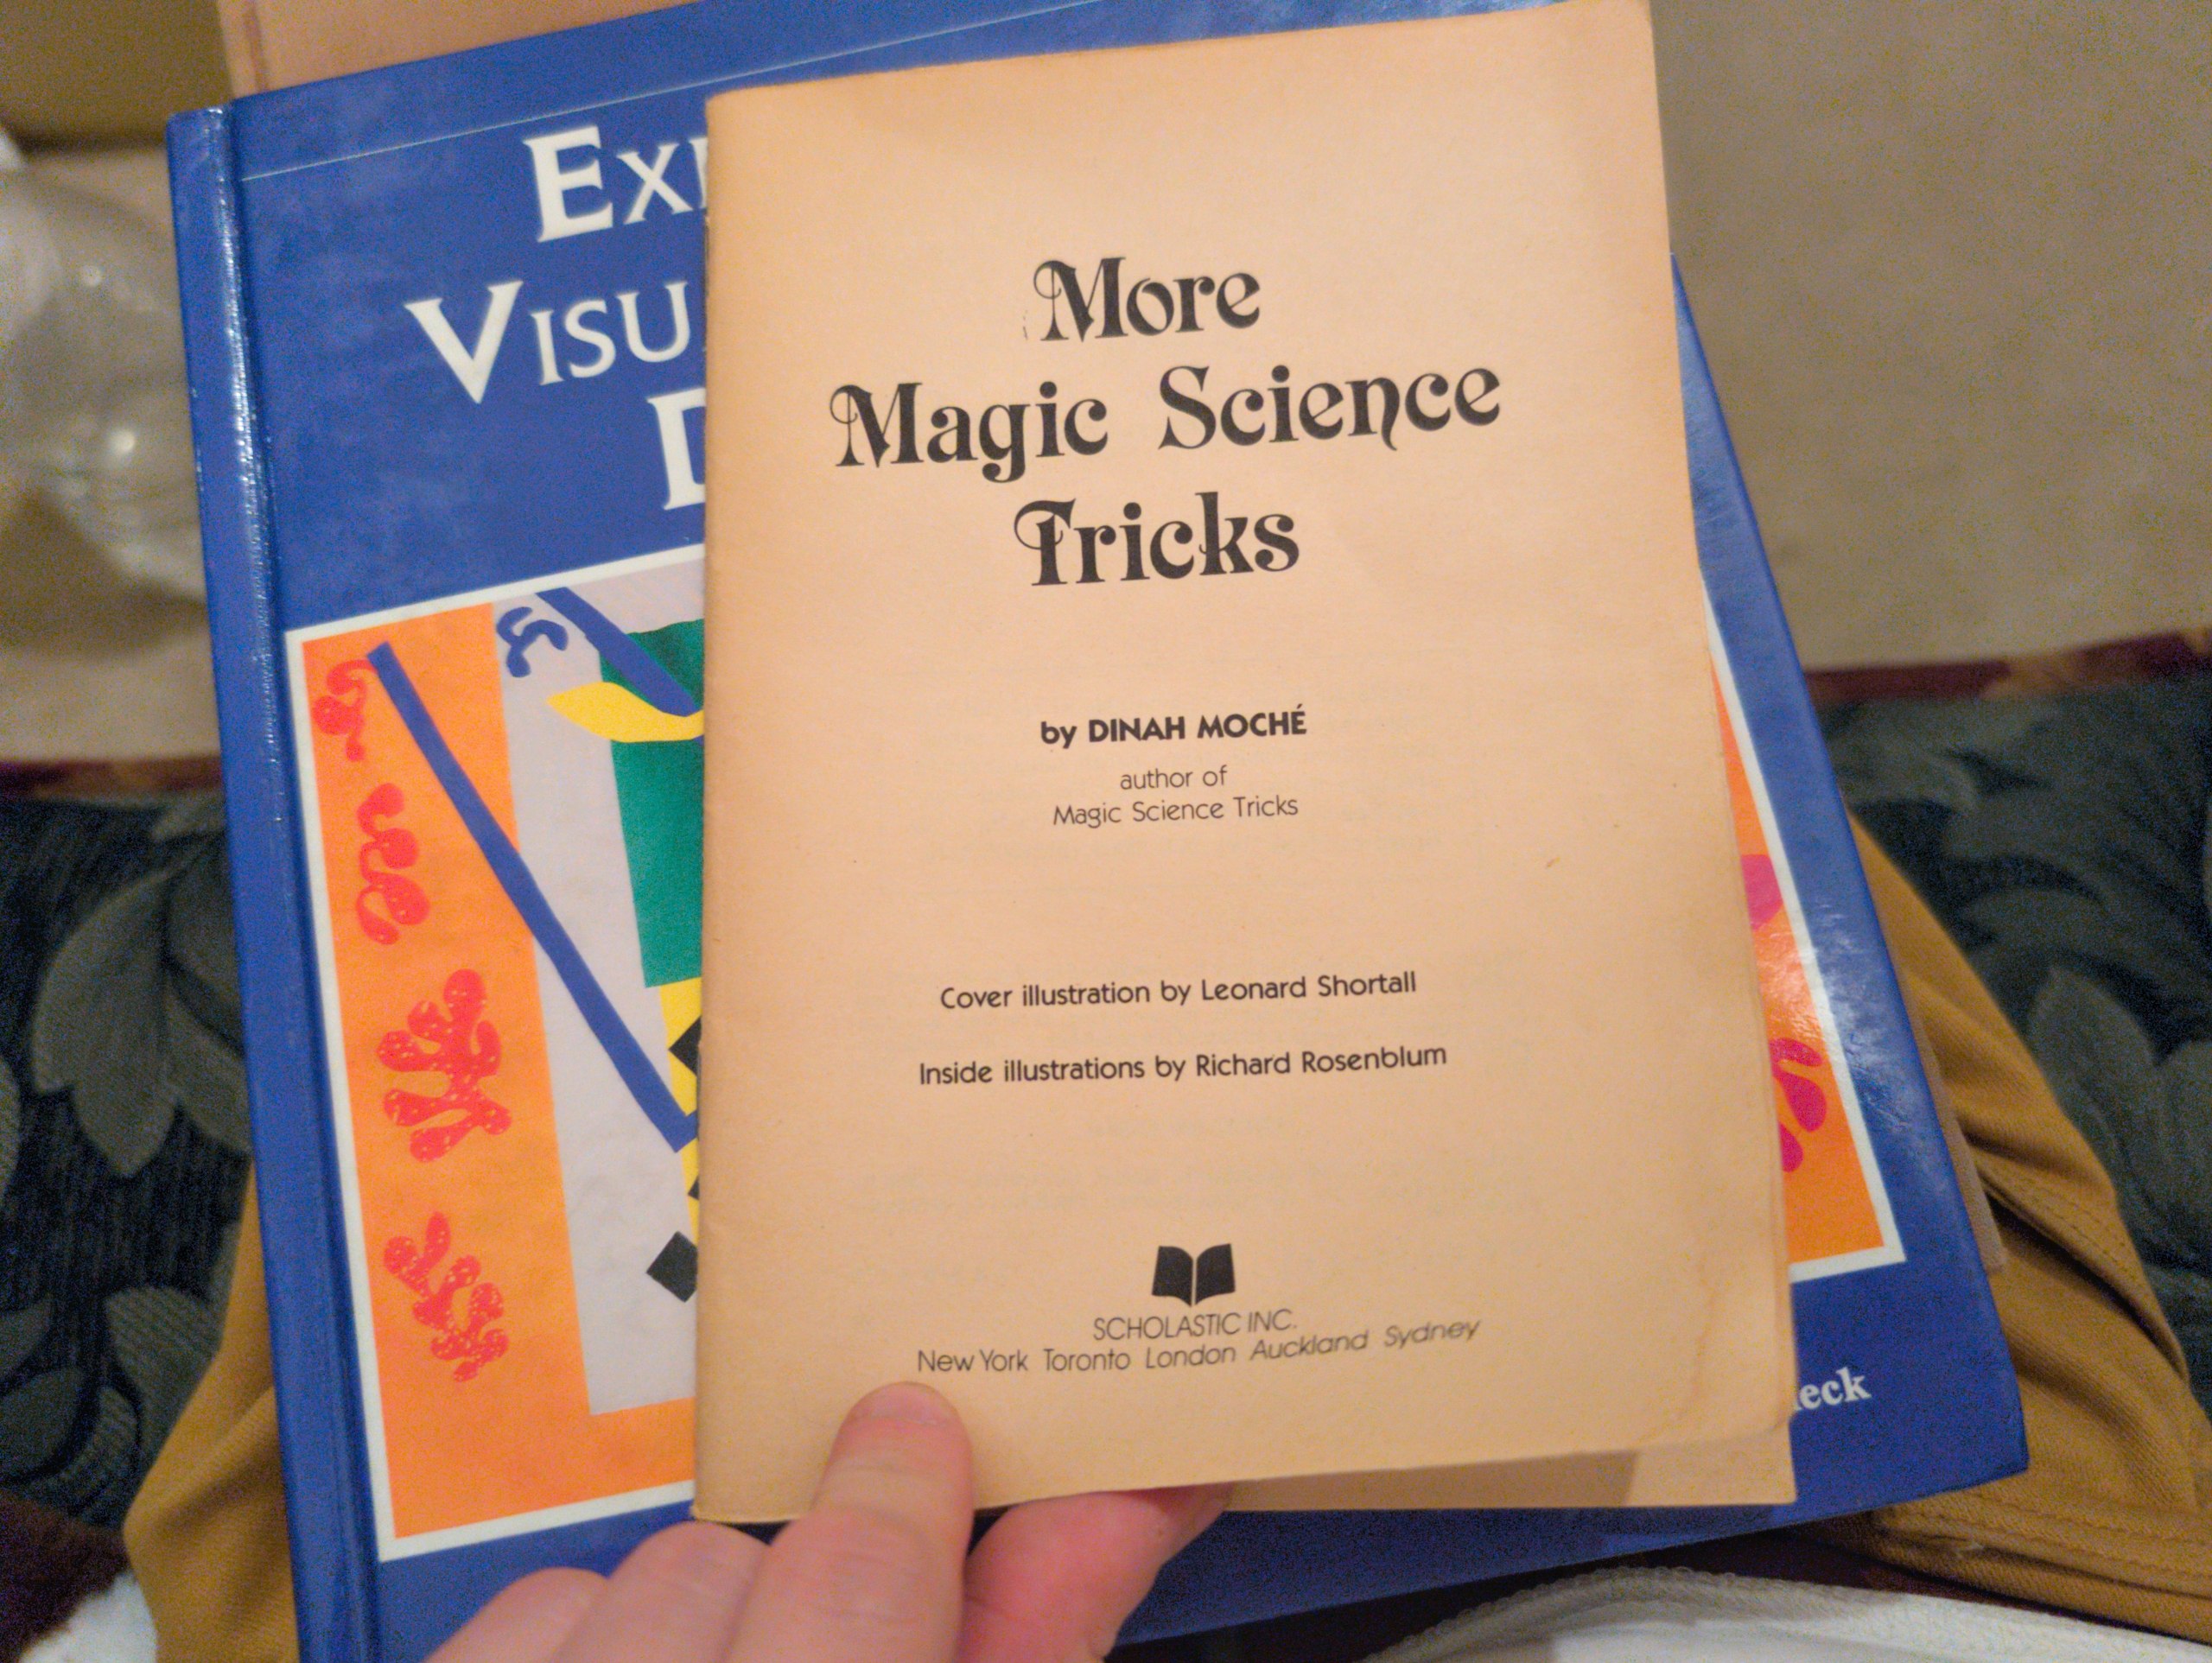 More
Magic Science
Tricks
by DINAH MOCHÉ
author of
Magic Science Tricks
Cover illustration by Leonard Shortall
Inside illustrations by Richard Rosenblum
SCHOLASTIC INC.
New York Toronto London Auckland Sydney